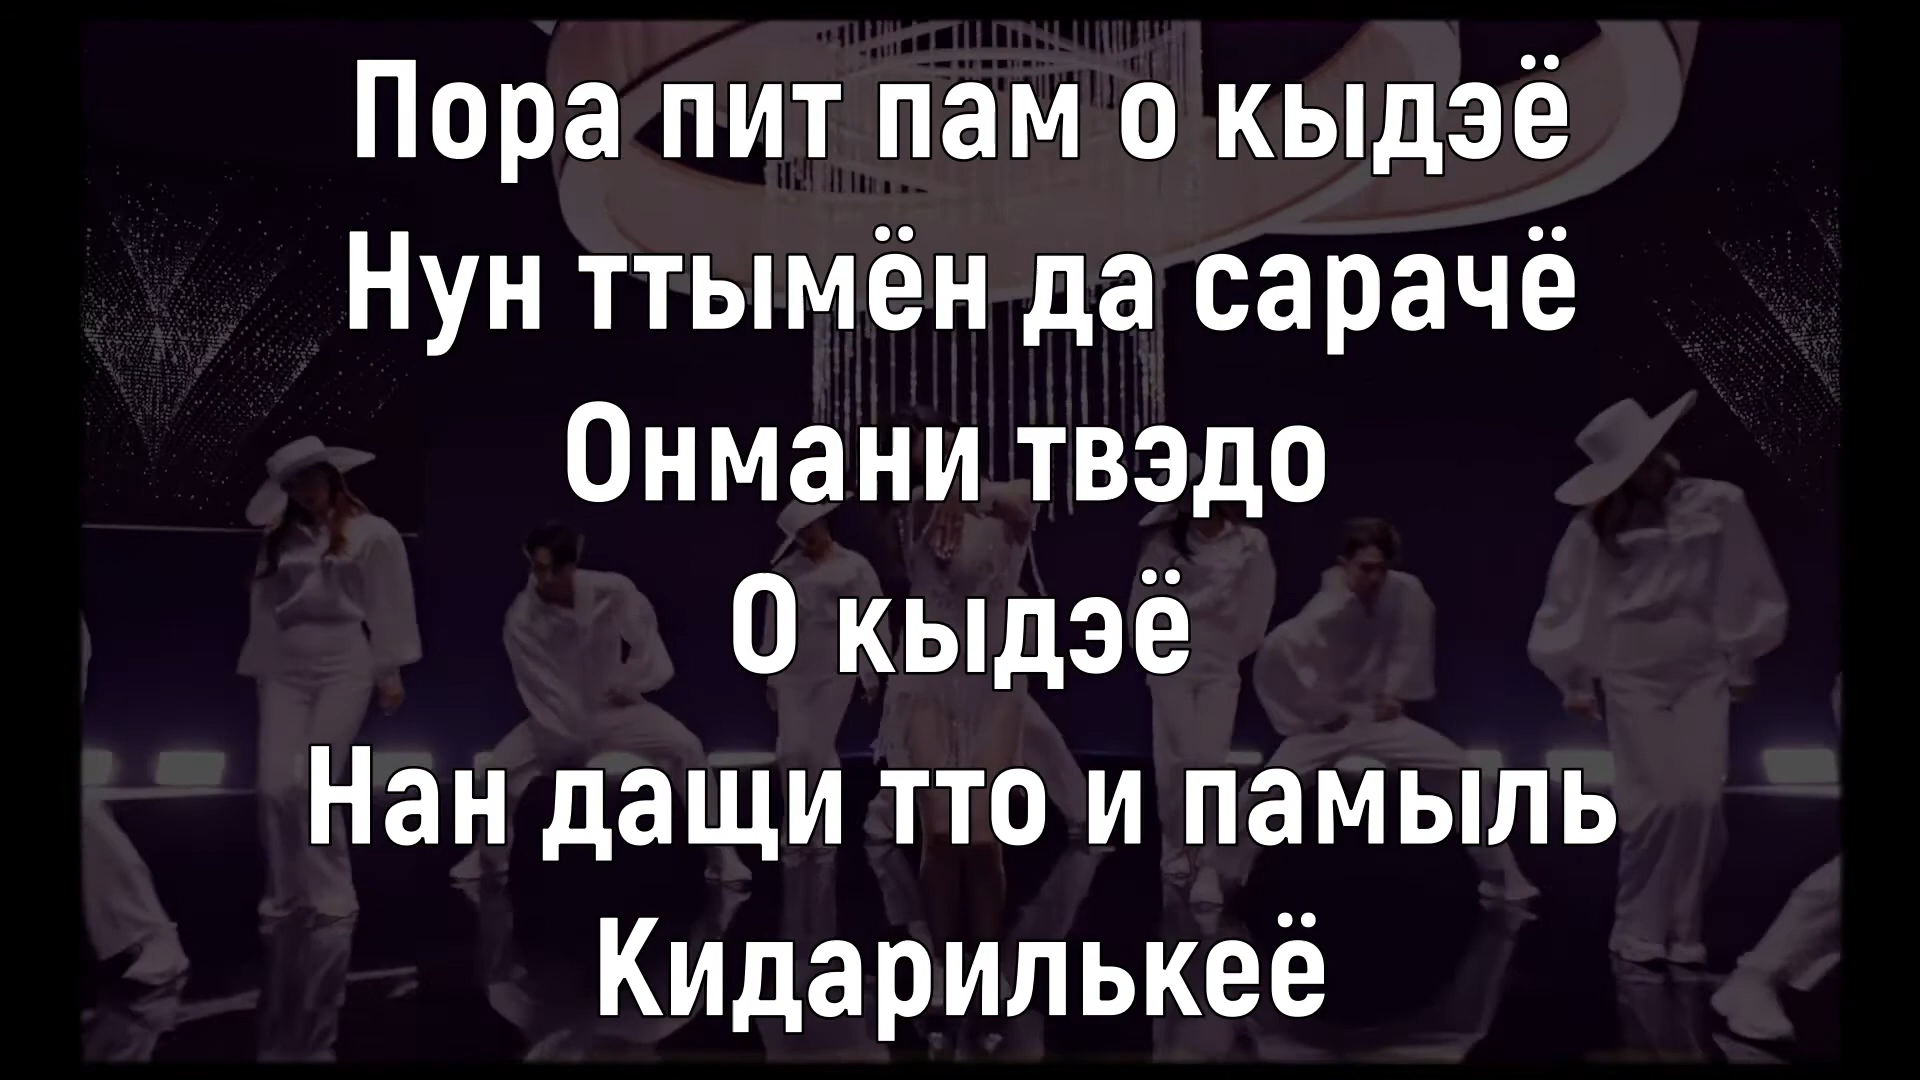 Пора пит пам о кыдэё
Нун ттымён да сарачё
Онмани твэдо
О кыдэё
Нан дащи тто и памыль
Кидарилькеё